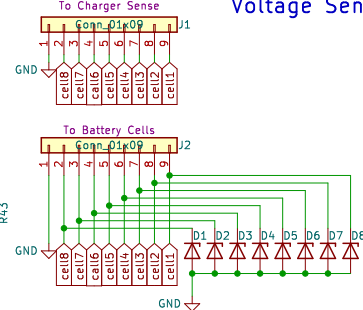 Voltage Sen
To Charger Sense
Conn_01x09 J1
1 2 3 4 5 6 7 8 9
GND
cell8 cell7 call6 cell5 cell4 cell3 cell2 cell1
To Battery Cells
Conn_01x09 J2
1 2 3 4 5 6 7 8 9
R43
D1 D2 D3 D4 D5 D6 D7 D8
GND
cell8 cell7 call6 cell5 cell4 cell3 cell2 cell1
GND